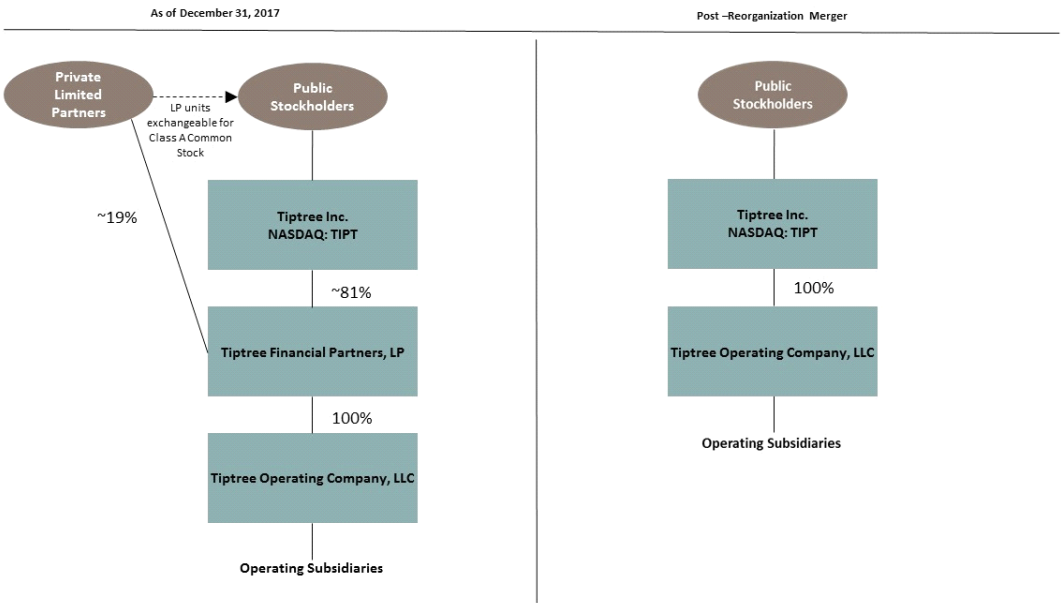 As of December 31, 2017
Post –Reorganization Merger
Private
Limited
Partners
LP units
exchangeable for
Class A Common
Stock
Public
Stockholders
~19%
Tiptree Inc.
NASDAQ: TIPT
~81%
Tiptree Financial Partners, LP
100%
Tiptree Operating Company, LLC
Operating Subsidiaries
Public
Stockholders
Tiptree Inc.
NASDAQ: TIPT
100%
Tiptree Operating Company, LLC
Operating Subsidiaries